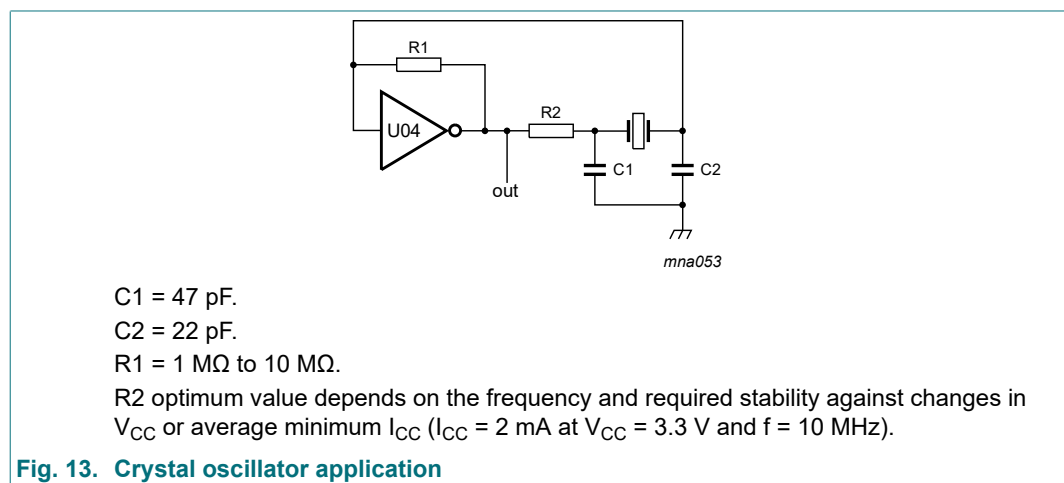 R1
U04
R2
out
C1
C2
mna053
C1 = 47 pF.
C2 = 22 pF.
R1 = 1 MΩ to 10 MΩ.
R2 optimum value depends on the frequency and required stability against changes in
VCC or average minimum ICC (ICC = 2 mA at VCC = 3.3 V and f = 10 MHz).
Fig. 13. Crystal oscillator application